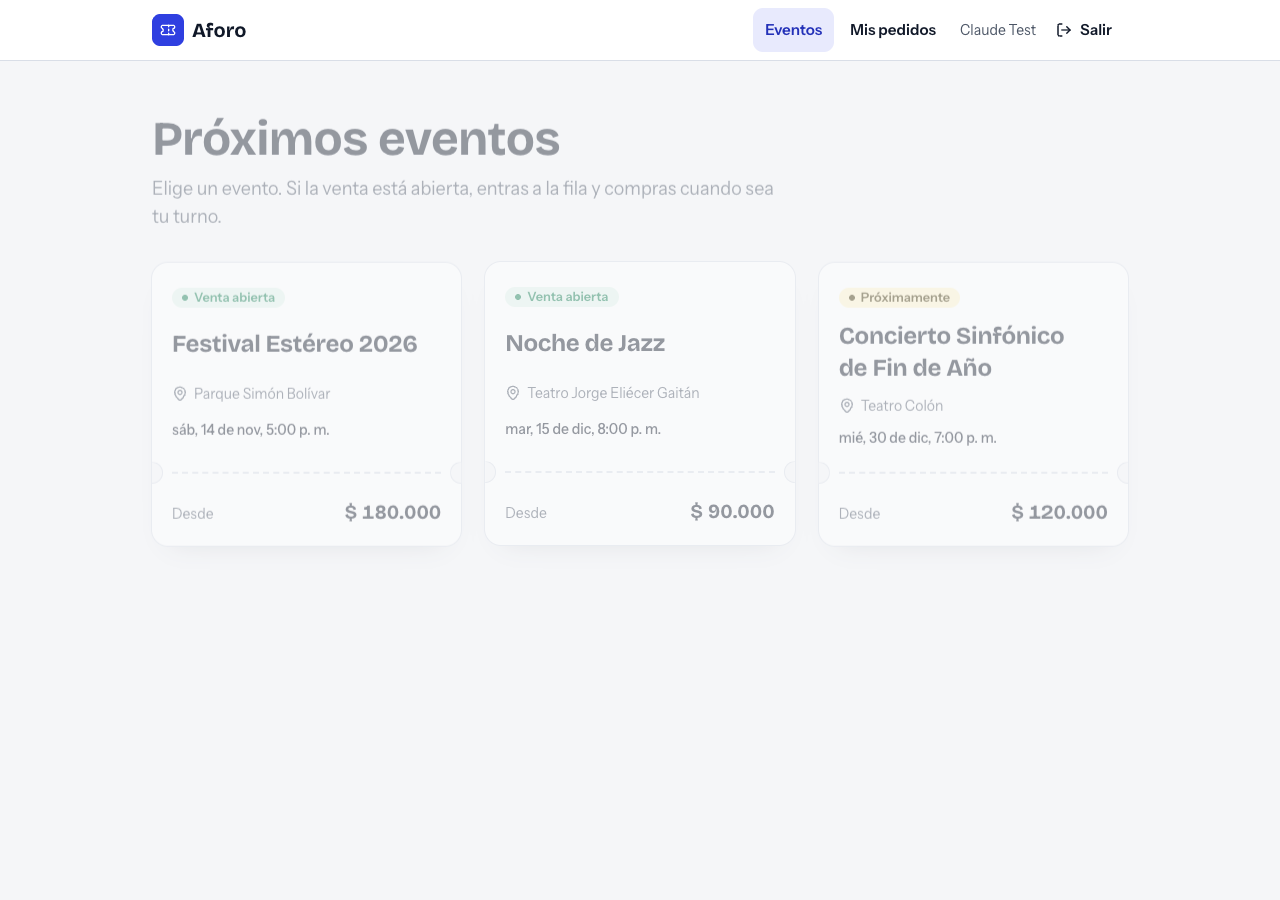 Aforo
Eventos
Mis pedidos
Claude Test
Salir
Próximos eventos
Elige un evento. Si la venta está abierta, entras a la fila y compras cuando sea
tu turno.
Venta abierta
Festival Estéreo 2026
Parque Simón Bolívar
sáb, 14 de nov, 5:00 p. m.
Desde
$ 180.000
Venta abierta
Noche de Jazz
Teatro Jorge Eliécer Gaitán
mar, 15 de dic, 8:00 p. m.
Desde
$ 90.000
Próximamente
Concierto Sinfónico
de Fin de Año
Teatro Colón
mié, 30 de dic, 7:00 p. m.
Desde
$ 120.000